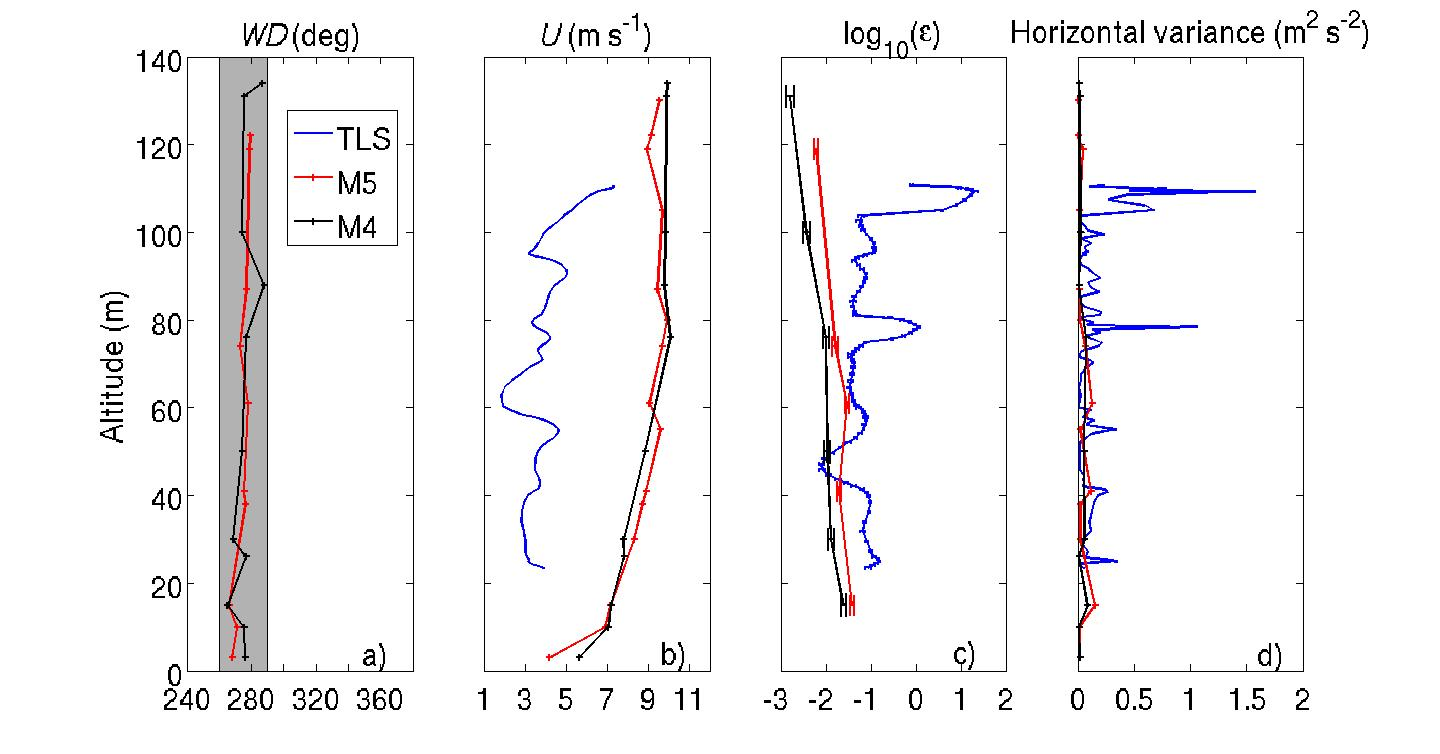 WD (deg)
U (m s-1)
log10(ε)
Horizontal variance (m2 s-2)
Altitude (m)
140
120
100
80
60
40
20
0
TLS
M5
M4
a)
b)
c)
d)
240 280 320 360
1 3 5 7 9 11
-3 -2 -1 0 1 2
0 0.5 1 1.5 2